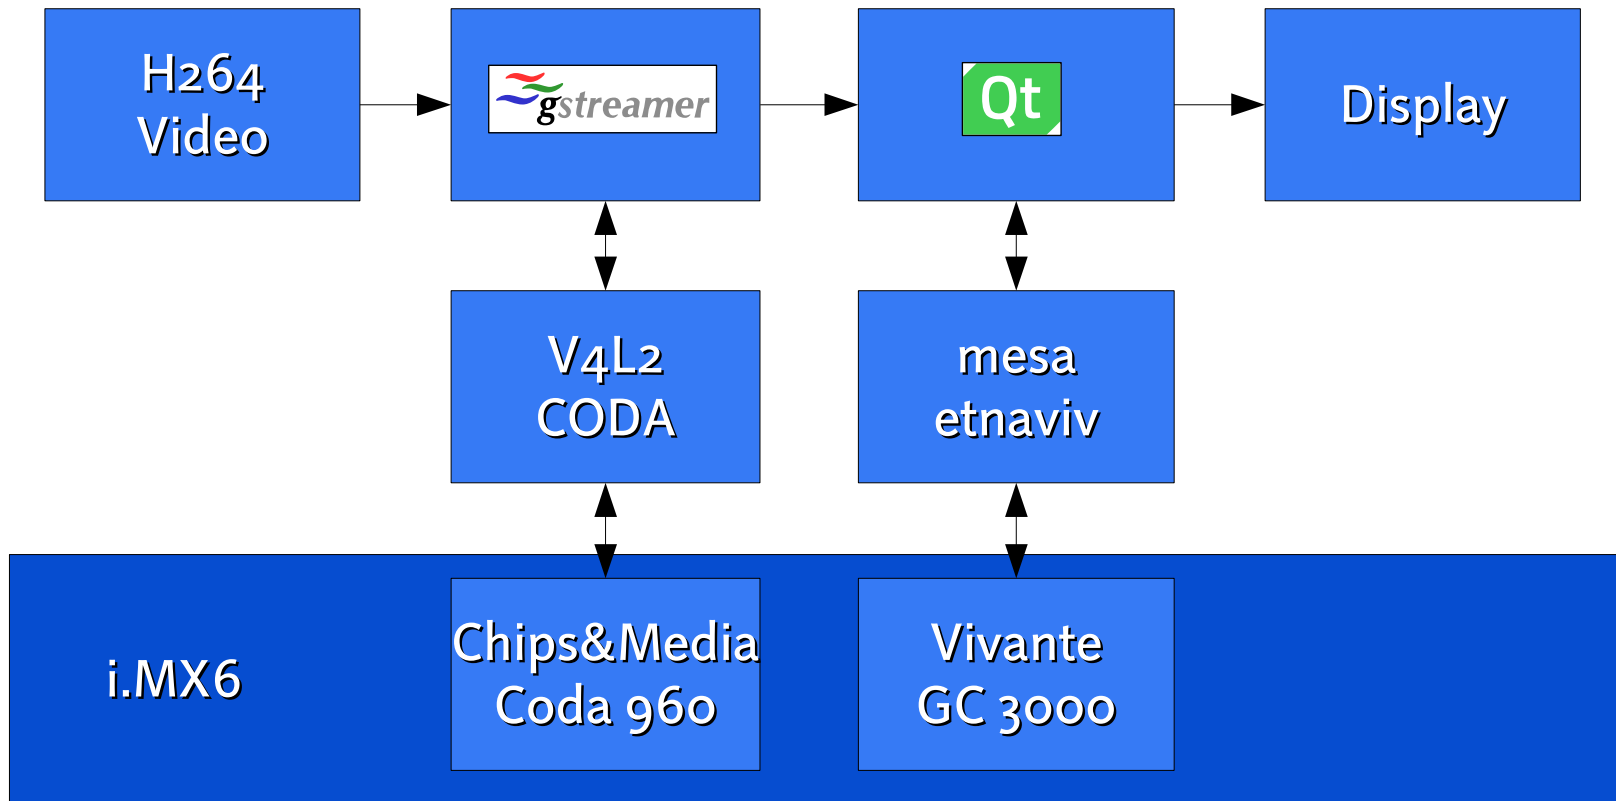 H264
Video
gstreamer
Qt
Display
V4L2
CODA
mesa
etnaviv
i.MX6
Chips&Media
Coda 960
Vivante
GC 3000